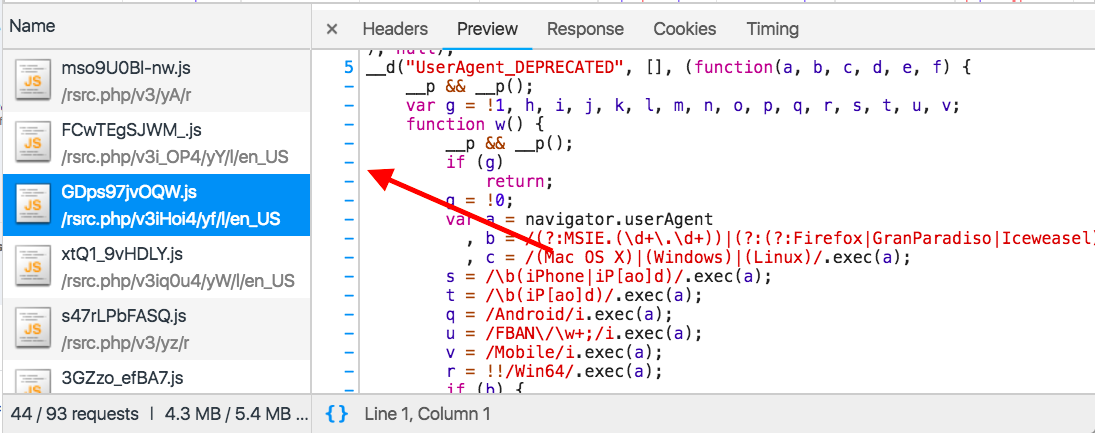 Name
mso9U0Bl-nw.js
/rsrc.php/v3/yA/r
FCwTEgSJWM_.js
/rsrc.php/v3i_OP4/yY/l/en_US
GDps97jvOQW.js
/rsrc.php/v3iHoi4/yf/l/en_US
xtQ1_9vHDLY.js
/rsrc.php/v3iq0u4/yW/l/en_US
s47rLPbFASQ.js
/rsrc.php/v3/yz/r
3GZzo_efBA7.js
44 / 93 requests | 4.3 MB / 5.4 MB ...
× Headers Preview Response Cookies Timing
}, null);
5 __d("UserAgent_DEPRECATED", [], (function(a, b, c, d, e, f) {
- __p && __p();
- var g = !1, h, i, j, k, l, m, n, o, p, q, r, s, t, u, v;
- function w() {
- __p && __p();
- if (g)
- return;
- g = !0;
- var a = navigator.userAgent
- , b = /(?:MSIE.(\d+\.\d+))|(?:(?:Firefox|GranParadiso|Iceweasel)
- , c = /(Mac OS X)|(Windows)|(Linux)/.exec(a);
- s = /\b(iPhone|iP[ao]d)/.exec(a);
- t = /\b(iP[ao]d)/.exec(a);
- q = /Android/i.exec(a);
- u = /FBAN\/\w+;/i.exec(a);
- v = /Mobile/i.exec(a);
- r = !!/Win64/.exec(a);
- if (b) {
{} Line 1, Column 1